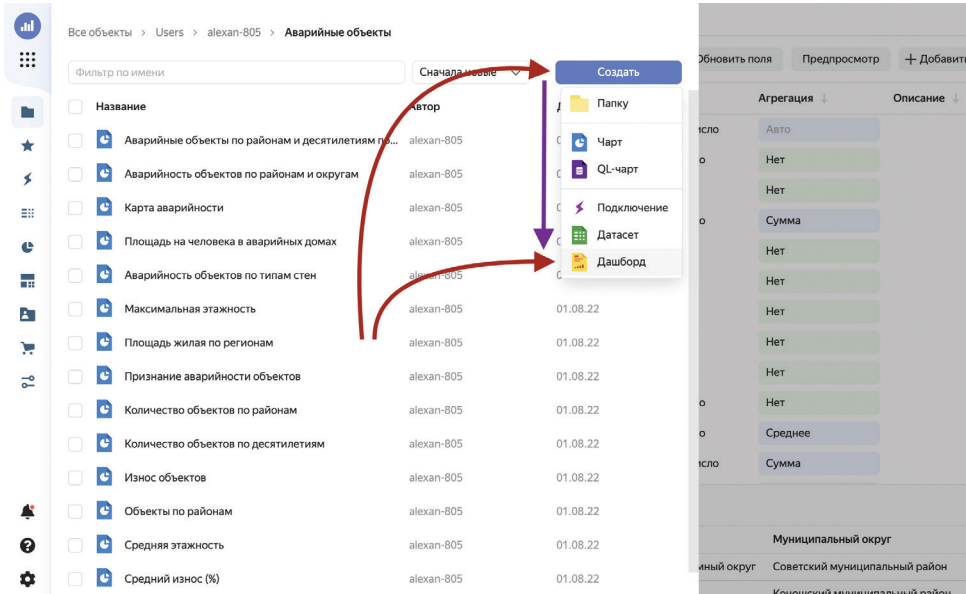 Все объекты > Users > alexan-805 > Аварийные объекты
Фильтр по имени
Сначала новые
Создать
Название
Автор
Аварийные объекты по районам и десятилетиям по... alexan-805
Аварийность объектов по районам и округам alexan-805
Карта аварийности alexan-805
Площадь на человека в аварийных домах alexan-805
Аварийность объектов по типам стен alexan-805
Максимальная этажность alexan-805 01.08.22
Площадь жилая по регионам alexan-805 01.08.22
Признание аварийности объектов alexan-805 01.08.22
Количество объектов по районам alexan-805 01.08.22
Количество объектов по десятилетиям alexan-805 01.08.22
Износ объектов alexan-805 01.08.22
Объекты по районам alexan-805 01.08.22
Средняя этажность alexan-805 01.08.22
Средний износ (%) alexan-805 01.08.22
Папку
Чарт
QL-чарт
Подключение
Датасет
Дашборд
Обновить поля Предпросмотр + Добавить
Агрегация Описание
Авто
Нет
Нет
Сумма
Нет
Нет
Нет
Нет
Нет
Нет
Среднее
Сумма
Муниципальный округ
округ Советский муниципальный район
Коношский муниципальный район